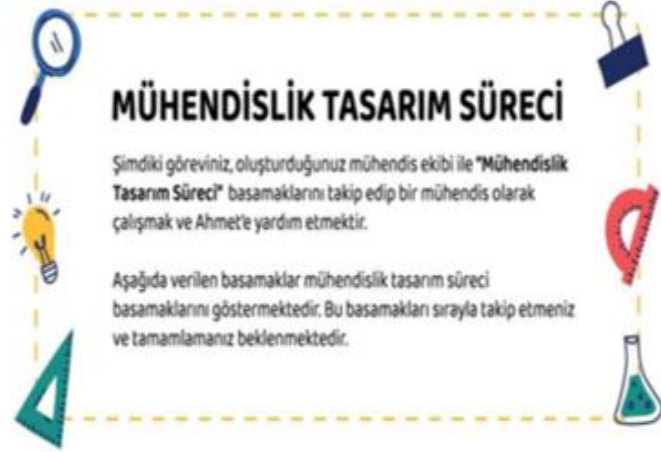 MÜHENDİSLİK TASARIM SÜRECİ
Şimdiki göreviniz, oluşturduğunuz mühendis ekibi ile "Mühendislik
Tasarım Süreci" basamaklarını takip edip bir mühendis olarak
çalışmak ve Ahmet'e yardım etmektir.
Aşağıda verilen basamaklar mühendislik tasarım süreci
basamaklarını göstermektedir. Bu basamakları sırayla takip etmeniz
ve tamamlamanız beklenmektedir.